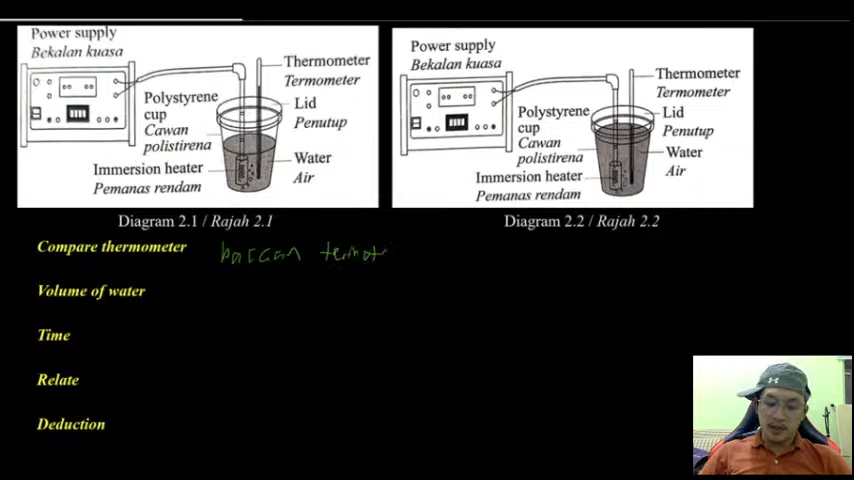 Power supply
Bekalan kuasa
Thermometer
Termometer
Polystyrene
cup
Cawan
polistirena
Lid
Penutup
Immersion heater
Pemanas rendam
Water
Air
Diagram 2.1 / Rajah 2.1
Power supply
Bekalan kuasa
Thermometer
Termometer
Polystyrene
cup
Cawan
polistirena
Lid
Penutup
Immersion heater
Pemanas rendam
Water
Air
Diagram 2.2 / Rajah 2.2
Compare thermometer
Volume of water
Time
Relate
Deduction